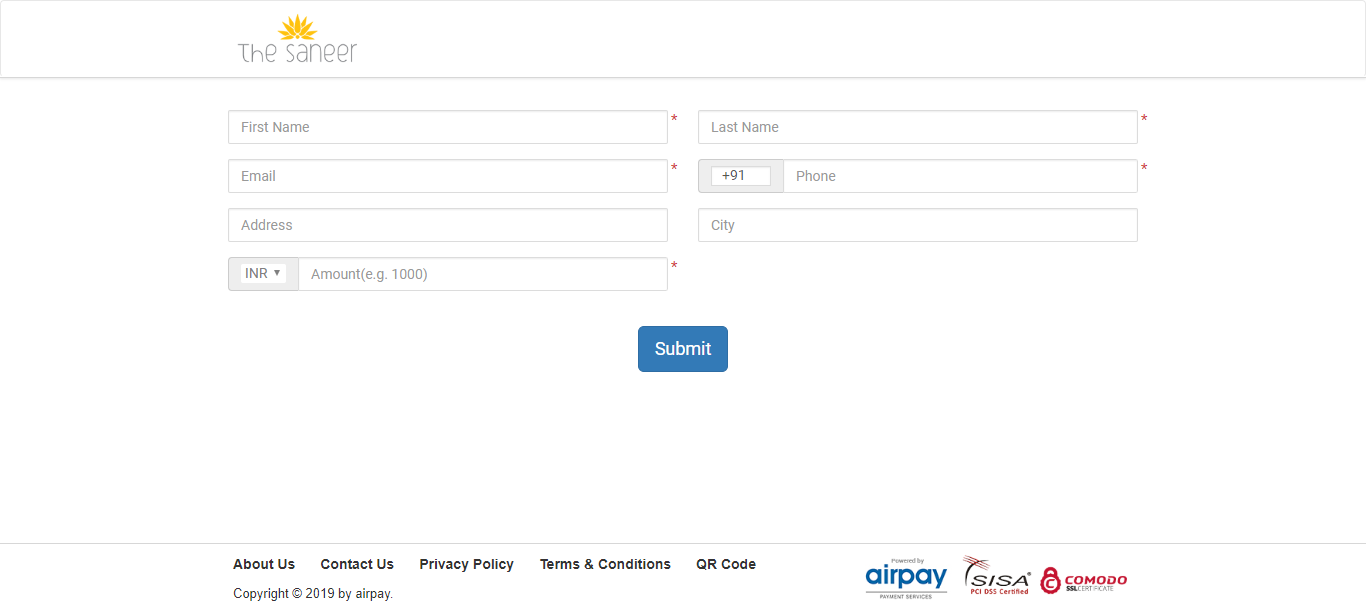 The saneer
First Name * Last Name *
Email * +91 Phone *
Address City
INR ▼ Amount(e.g. 1000) *
Submit
About Us Contact Us Privacy Policy Terms & Conditions QR Code
Copyright © 2019 by airpay.
Powered by
airpay
PAYMENT SERVICES
SISA®
PCI DSS Certified
COMODO
SSL CERTIFICATE